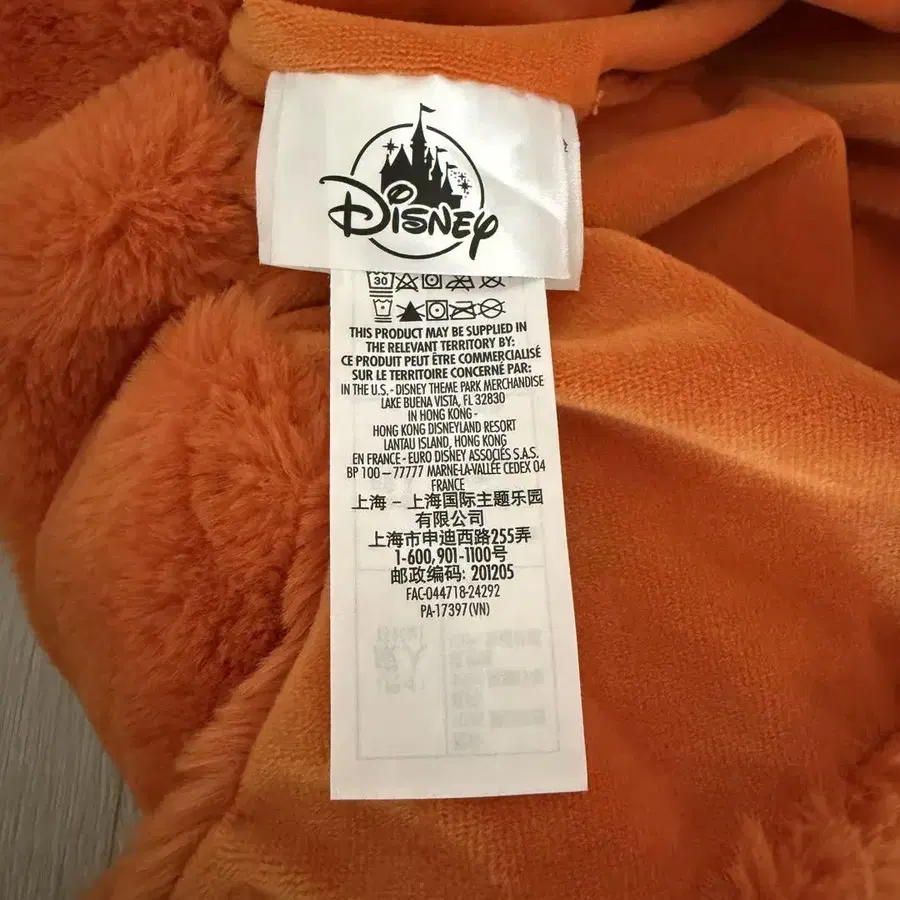 Disney
30
THIS PRODUCT MAY BE SUPPLIED IN
THE RELEVANT TERRITORY BY:
CE PRODUIT PEUT ÊTRE COMMERCIALISÉ
SUR LE TERRITOIRE CONCERNÉ PAR:
IN THE U.S. - DISNEY THEME PARK MERCHANDISE
LAKE BUENA VISTA, FL 32830
IN HONG KONG -
HONG KONG DISNEYLAND RESORT
LANTAU ISLAND, HONG KONG
EN FRANCE - EURO DISNEY ASSOCIÉS S.A.S.
BP 100 – 77777 MARNE-LA-VALLÉE CEDEX 04
FRANCE
上海 – 上海国际主题乐园
有限公司
上海市申迪西路255弄
1-600, 901-1100号
邮政编码: 201205
FAC-044718-24292
PA-17397(VN)